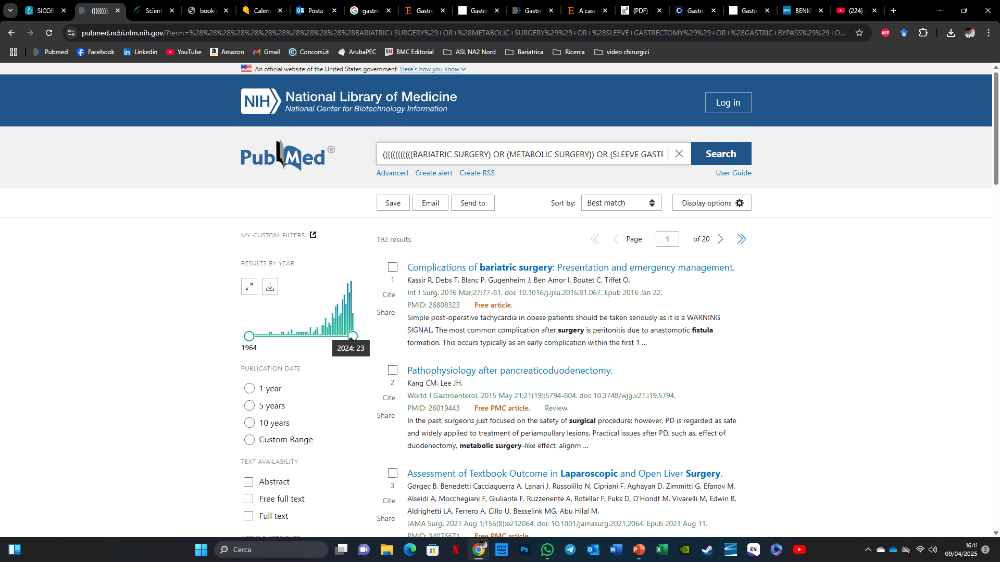 SICOB
((((((((((
Scient
bookle
Calend
Posta
gastro
Gastro
Gastro
Gastro
A case
(PDF)
Gastro
Gastro
BENIG
(224)
pubmed.ncbi.nlm.nih.gov/?term=%28%28%28%28%28%28%28%28%28%28%28%28BARIATRIC+SURGERY%29+OR+%28METABOLIC+SURGERY%29%29+OR+%28SLEEVE+GASTRECTOMY%29%29+OR+%28GASTRIC+BYPASS%29%29+O...
ABP
Pubmed
Facebook
Linkedin
YouTube
Amazon
Gmail
Concorsi.it
ArubaPEC
SN BMC Editorial
ASL NA2 Nord
Bariatrica
Ricerca
video chirurgici
An official website of the United States government Here's how you know
NIH National Library of Medicine
National Center for Biotechnology Information
Log in
PubMed®
((((((((((((BARIATRIC SURGERY) OR (METABOLIC SURGERY)) OR (SLEEVE GASTR
Search
Advanced Create alert Create RSS
User Guide
Save Email Send to
Sort by: Best match
Display options
MY CUSTOM FILTERS
192 results
Page 1 of 20
RESULTS BY YEAR
1964
2024: 23
PUBLICATION DATE
1 year
5 years
10 years
Custom Range
TEXT AVAILABILITY
Abstract
Free full text
Full text
ARTICLE ATTRIBUTE
Complications of bariatric surgery: Presentation and emergency management.
1
Cite
Share
Kassir R, Debs T, Blanc P, Gugenheim J, Ben Amor I, Boutet C, Tiffet O.
Int J Surg. 2016 Mar;27:77-81. doi: 10.1016/j.ijsu.2016.01.067. Epub 2016 Jan 22.
PMID: 26808323 Free article.
Simple post-operative tachycardia in obese patients should be taken seriously as it is a WARNING
SIGNAL. The most common complication after surgery is peritonitis due to anastomotic fistula
formation. This occurs typically as an early complication within the first 1 ...
Pathophysiology after pancreaticoduodenectomy.
2
Cite
Share
Kang CM, Lee JH.
World J Gastroenterol. 2015 May 21;21(19):5794-804. doi: 10.3748/wjg.v21.i19.5794.
PMID: 26019443 Free PMC article. Review.
In the past, surgeons just focused on the safety of surgical procedure; however, PD is regarded as safe
and widely applied to treatment of periampullary lesions. Practical issues after PD, such as, effect of
duodenectomy, metabolic surgery-like effect, alignm ...
Assessment of Textbook Outcome in Laparoscopic and Open Liver Surgery.
3
Cite
Share
Görgec B, Benedetti Cacciaguerra A, Lanari J, Russolillo N, Cipriani F, Aghayan D, Zimmitti G, Efanov M,
Alseidi A, Mocchegiani F, Giuliante F, Ruzzenente A, Rotellar F, Fuks D, D'Hondt M, Vivarelli M, Edwin B,
Aldrighetti LA, Ferrero A, Cillo U, Besselink MG, Abu Hilal M.
JAMA Surg. 2021 Aug 1;156(8):e212064. doi: 10.1001/jamasurg.2021.2064. Epub 2021 Aug 11.
PMID: 34076671 Free PMC article.
Cerca
prime video
Ps
EN
16:11
09/04/2025
3